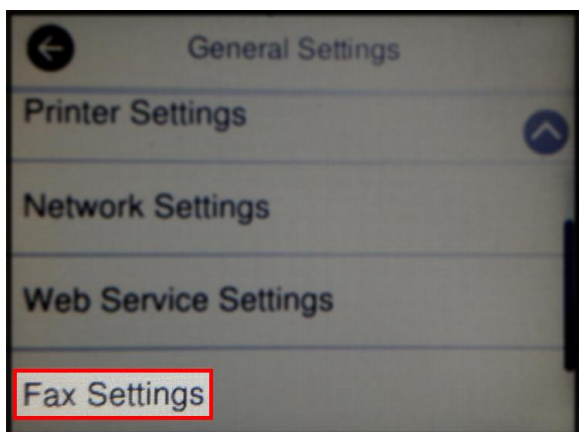 General Settings
Printer Settings
Network Settings
Web Service Settings
Fax Settings